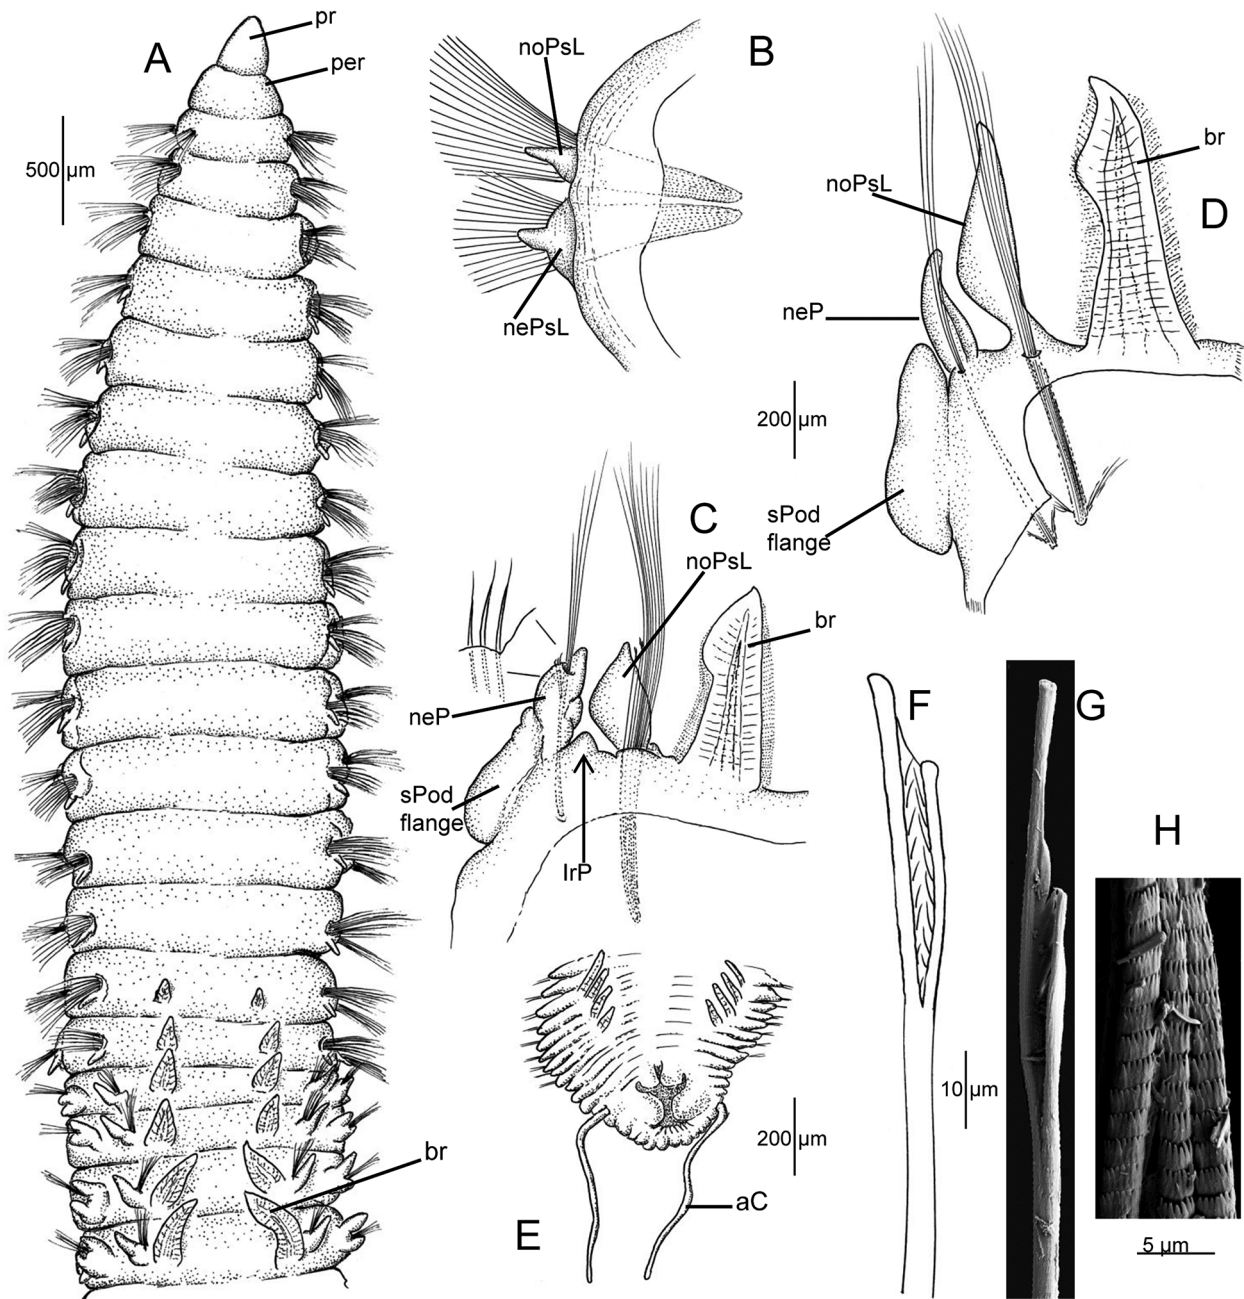 A
pr
per
500 µm
br
B
noPsL
nePsL
D
br
noPsL
neP
200 µm
sPod
flange
C
noPsL
br
neP
sPod
flange
IrP
E
200 µm
aC
F
10 µm
G
H
5 µm